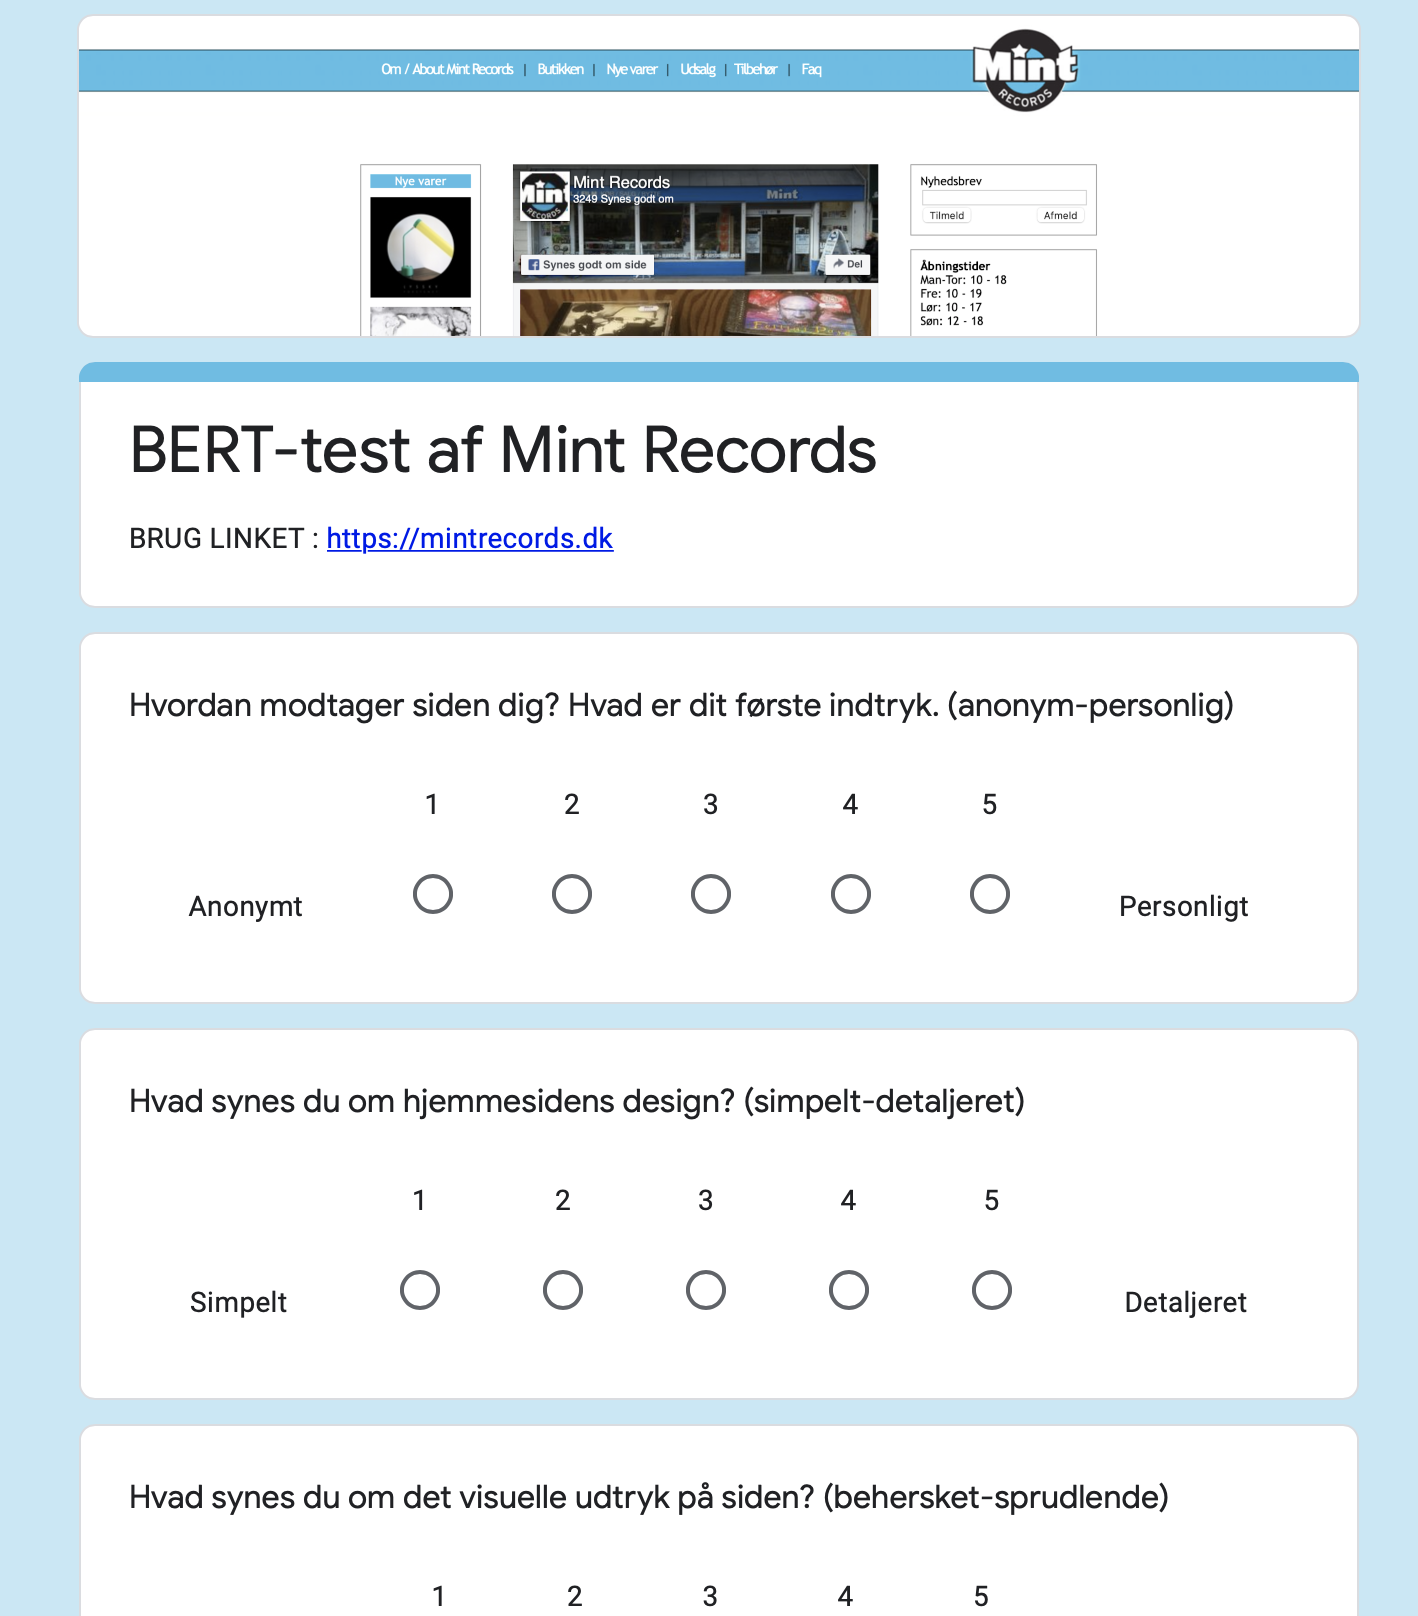 Om / About Mint Records | Butikken | Nye varer | Udsalg | Tilbehør | Faq
Mint
RECORDS
Nye varer
Mint
RECORDS
Mint Records
3249 Synes godt om
Mint
Synes godt om side
Del
Nyhedsbrev
Tilmeld Afmeld
Åbningstider
Man-Tor: 10 - 18
Fre: 10 - 19
Lør: 10 - 17
Søn: 12 - 18
BERT-test af Mint Records
BRUG LINKET : https://mintrecords.dk
Hvordan modtager siden dig? Hvad er dit første indtryk. (anonym-personlig)
1 2 3 4 5
Anonymt Personligt
Hvad synes du om hjemmesidens design? (simpelt-detaljeret)
1 2 3 4 5
Simpelt Detaljeret
Hvad synes du om det visuelle udtryk på siden? (behersket-sprudlende)
1 2 3 4 5